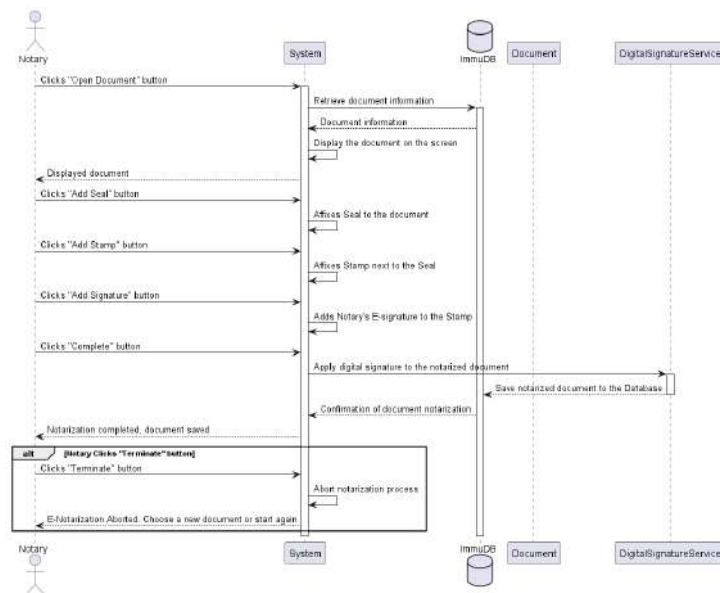 Notary
System
ImmuDB
Document
DigitalSignatureService
Clicks "Open Document" button
Retrieve document information
Document information
Display the document on the screen
Displayed document
Clicks "Add Seal" button
Affixes Seal to the document
Clicks "Add Stamp" button
Affixes Stamp next to the Seal
Clicks "Add Signature" button
Adds Notary's E-signature to the Stamp
Clicks "Complete" button
Apply digital signature to the notarized document
Save notarized document to the Database
Confirmation of document notarization
Notarization completed, document saved
alt [Notary Clicks "Terminate" button]
Clicks "Terminate" button
Abort notarization process
E-Notarization Aborted. Choose a new document or start again
Notary
System
ImmuDB
Document
DigitalSignatureService